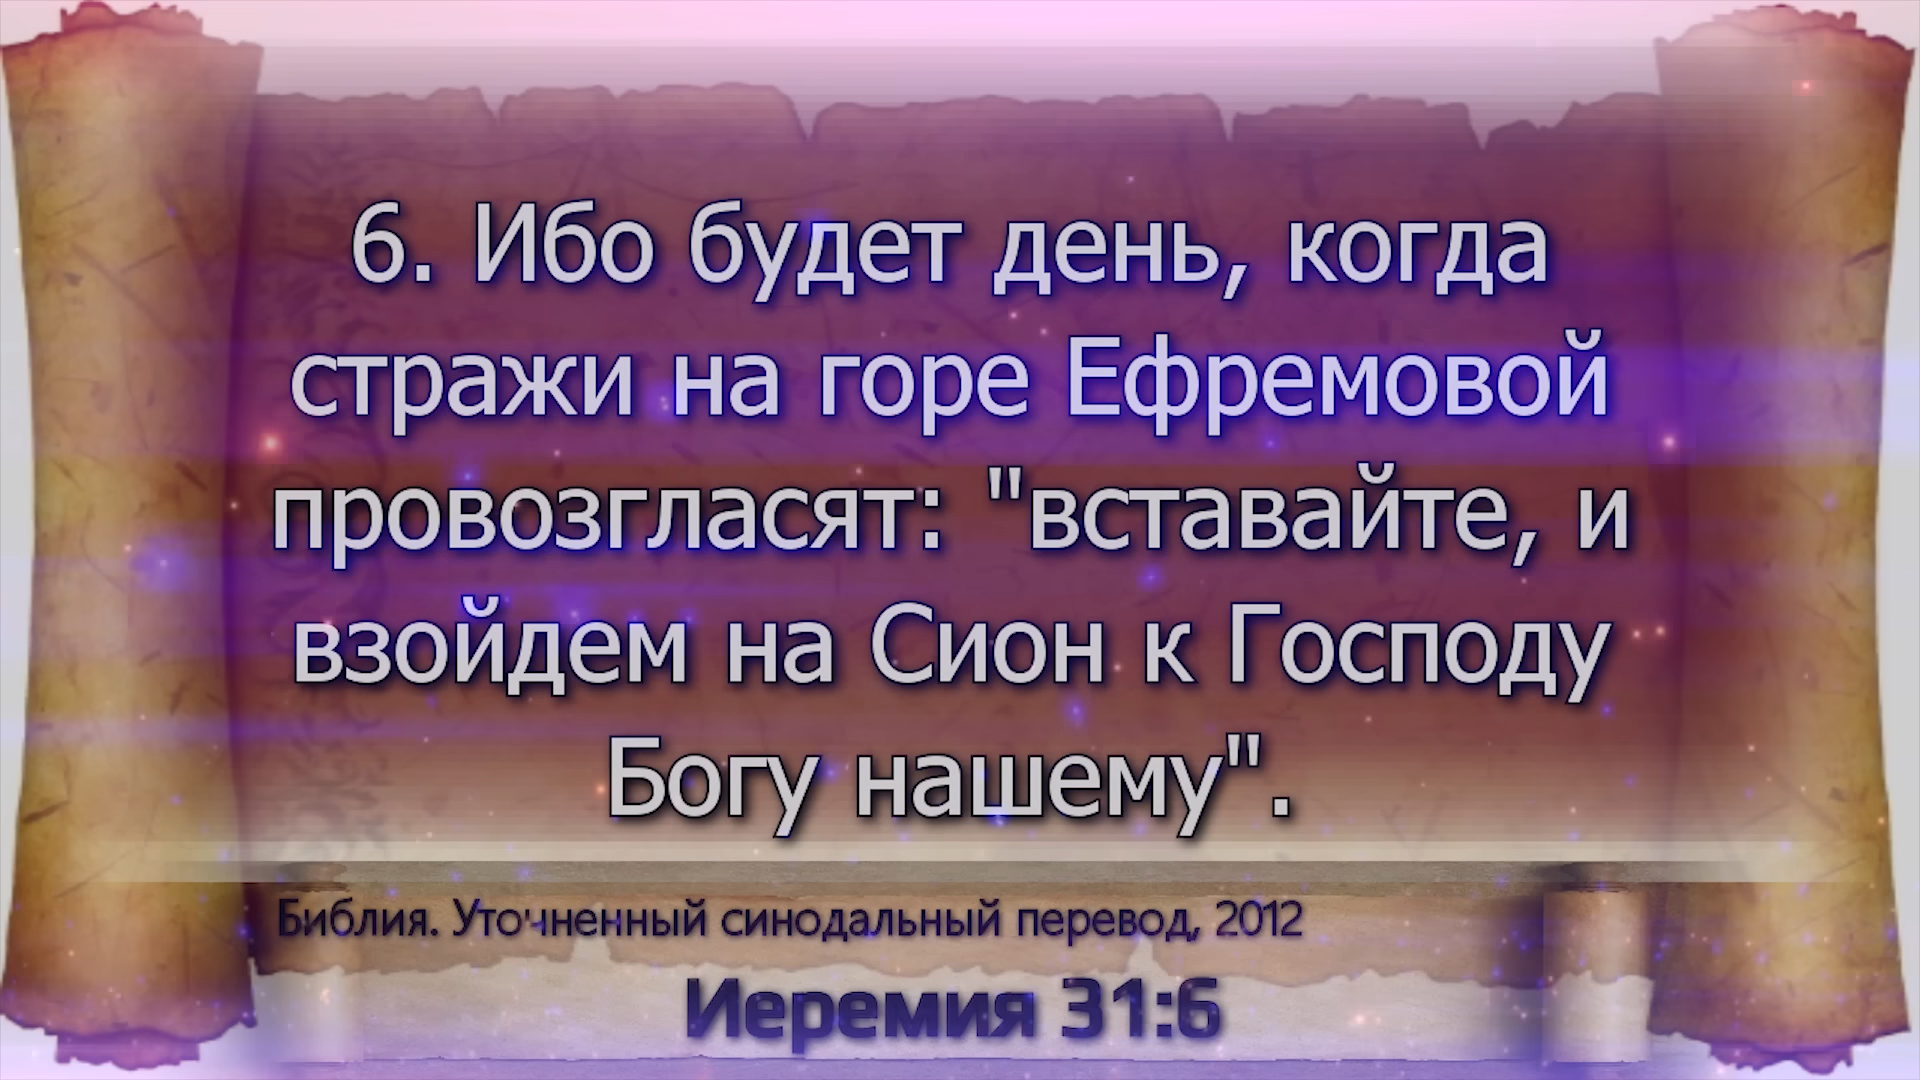 6. Ибо будет день, когда
стражи на горе Ефремовой
провозгласят: "вставайте, и
взойдем на Сион к Господу
Богу нашему".
Библия. Уточненный синодальный перевод, 2012
Иеремия 31:6